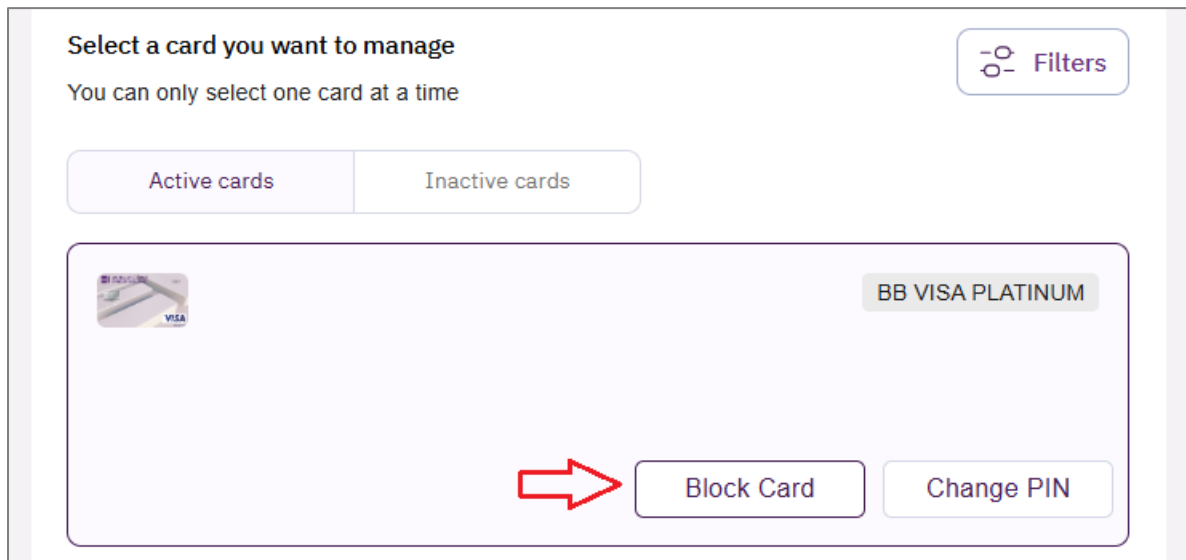 Select a card you want to manage
Filters
You can only select one card at a time
Active cards
Inactive cards
VISA
BB VISA PLATINUM
Block Card
Change PIN